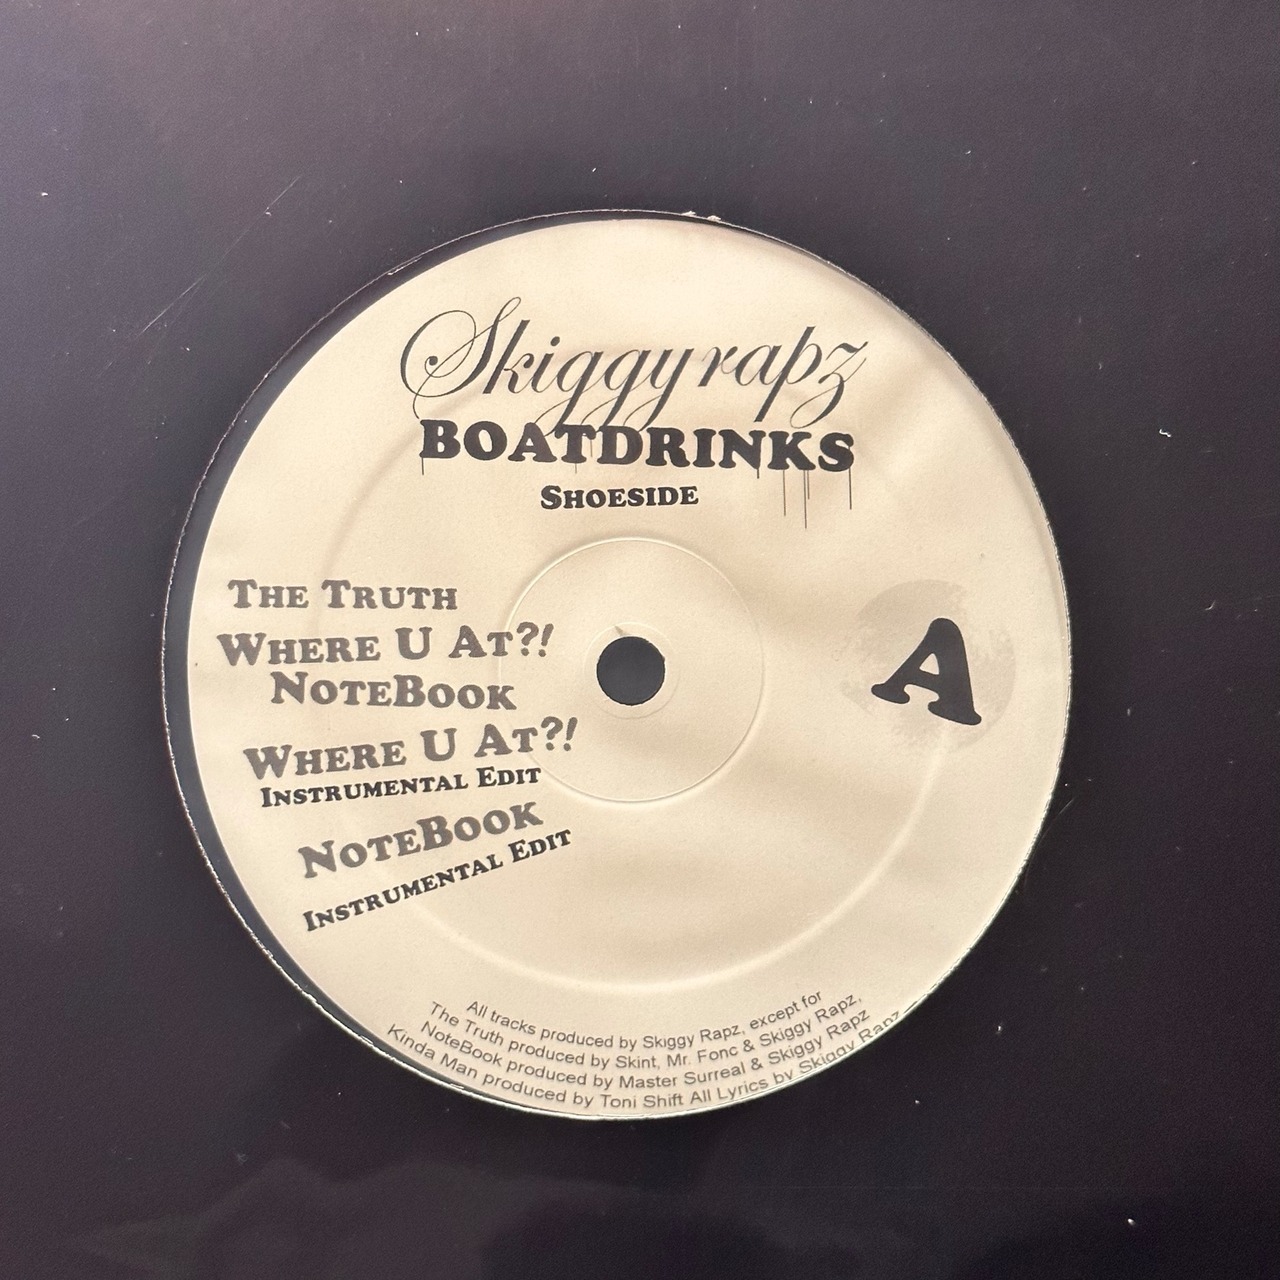 Skiggyrapz
BOATDRINKS
SHOESIDE
THE TRUTH
WHERE U AT?!
NOTEBOOK
WHERE U AT?!
INSTRUMENTAL EDIT
NOTEBOOK
INSTRUMENTAL EDIT
A
All tracks produced by Skiggy Rapz, except for
The Truth produced by Skint, Mr. Fonc & Skiggy Rapz,
NoteBook produced by Master Surreal & Skiggy Rapz
Kinda Man produced by Toni Shift All Lyrics by Skiggy Rapz